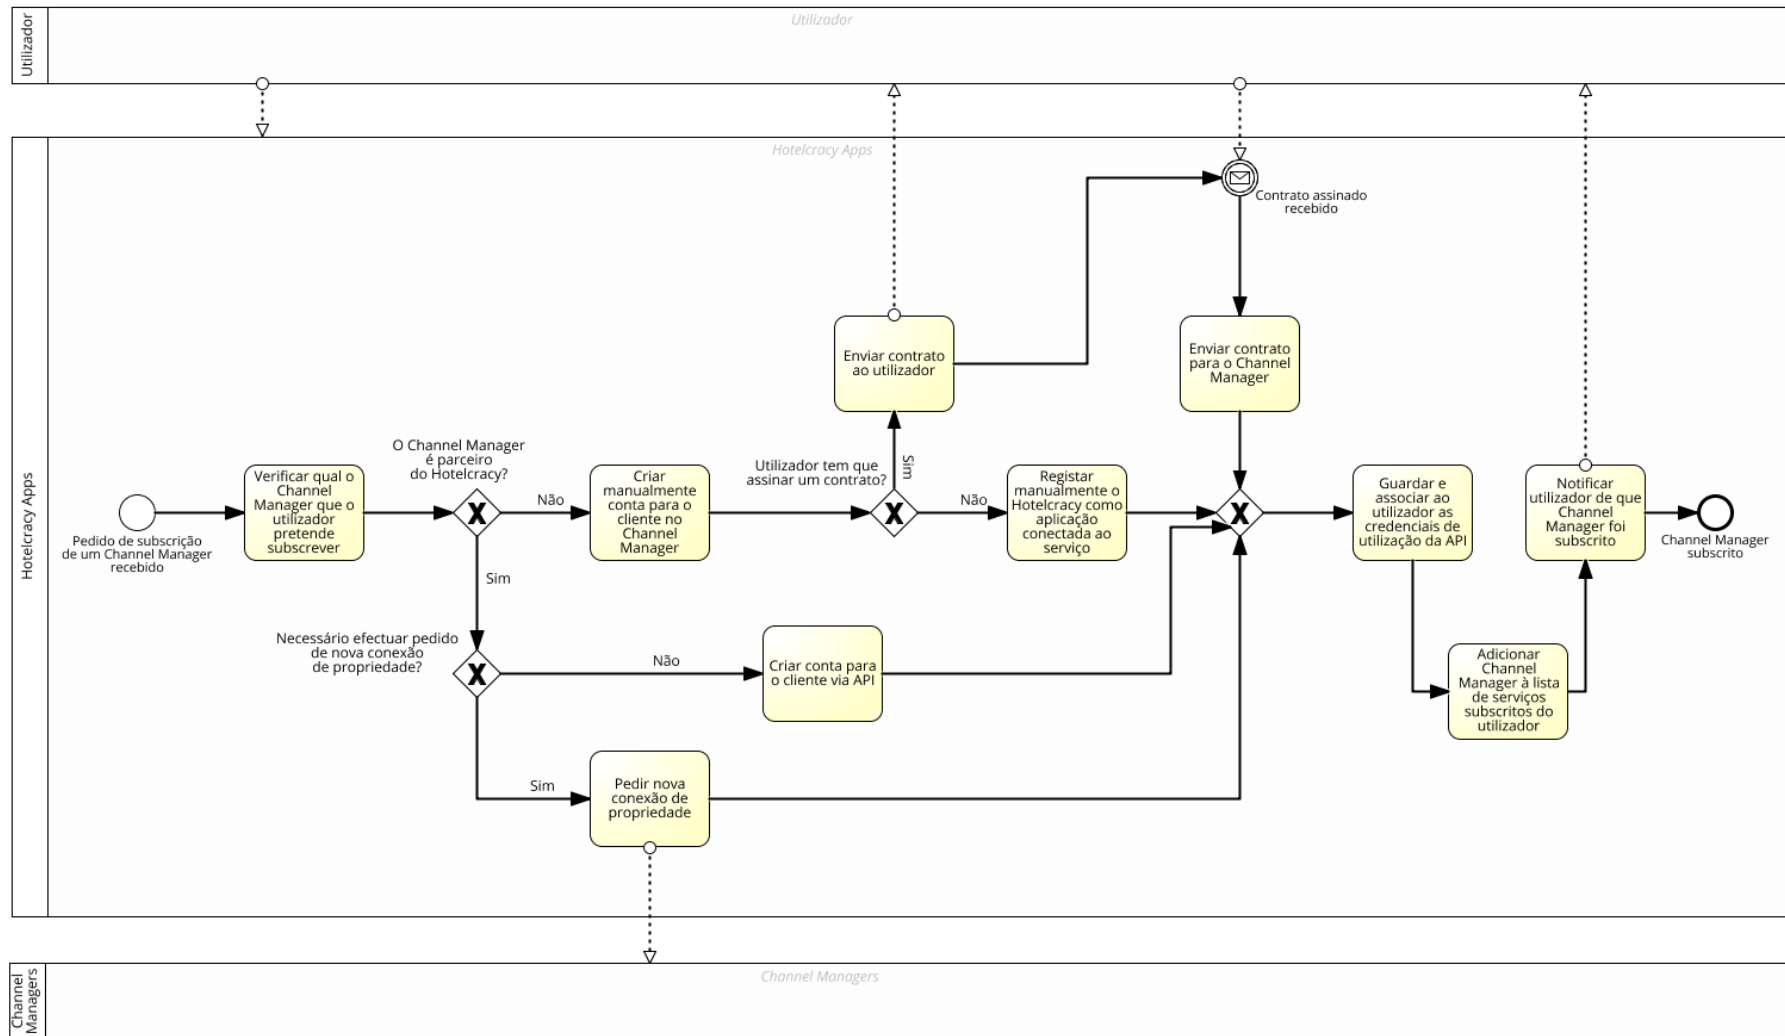 Utilizador
Utilizador
Hotelcracy Apps
Hotelcracy Apps
Contrato assinado
recebido
Enviar contrato
ao utilizador
Enviar contrato
para o Channel
Manager
Pedido de subscrição
de um Channel Manager
recebido
Verificar qual o
Channel
Manager que o
utilizador
pretende
subscrever
O Channel Manager
é parceiro
do Hotelcracy?
Não
Criar
manualmente
conta para o
cliente no
Channel
Manager
Utilizador tem que
assinar um contrato?
Sim
Não
Registar
manualmente o
Hotelcracy como
aplicação
conectada ao
serviço
Guardar e
associar ao
utilizador as
credenciais de
utilização da API
Notificar
utilizador de que
Channel
Manager foi
subscrito
Channel Manager
subscrito
Sim
Necessário efectuar pedido
de nova conexão
de propriedade?
Não
Criar conta para
o cliente via API
Adicionar
Channel
Manager à lista
de serviços
subscritos do
utilizador
Sim
Pedir nova
conexão de
propriedade
Channel
Managers
Channel Managers